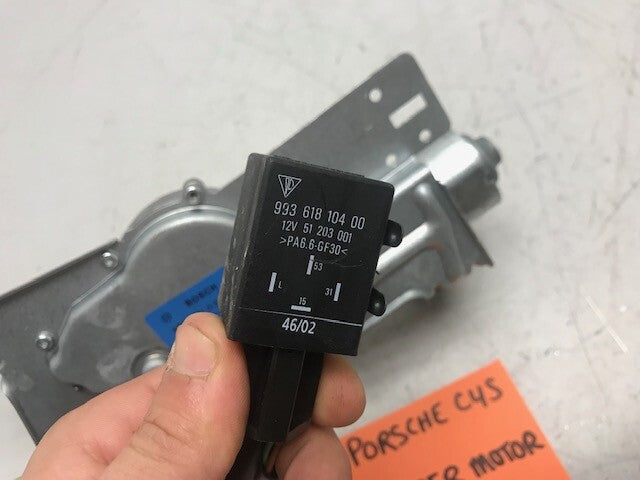 993 618 104 00
12V 51 203 001
>PA6.6-GF30<
53
L
31
15
46/02
BOSCH
PORSCHE C4S
MOTOR